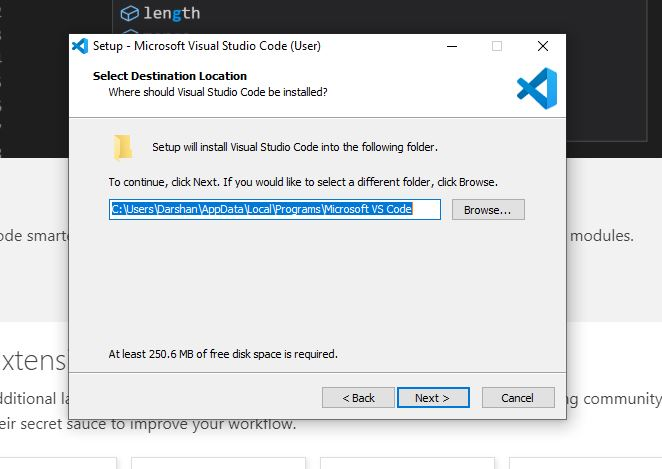 length
Setup - Microsoft Visual Studio Code (User)
Select Destination Location
Where should Visual Studio Code be installed?
Setup will install Visual Studio Code into the following folder.
To continue, click Next. If you would like to select a different folder, click Browse.
C:\Users\Darshan\AppData\Local\Programs\Microsoft VS Code
Browse...
ode smarte
modules.
At least 250.6 MB of free disk space is required.
xtensi
< Back
Next >
Cancel
dditional la
ng community
eir secret sauce to improve your workflow.